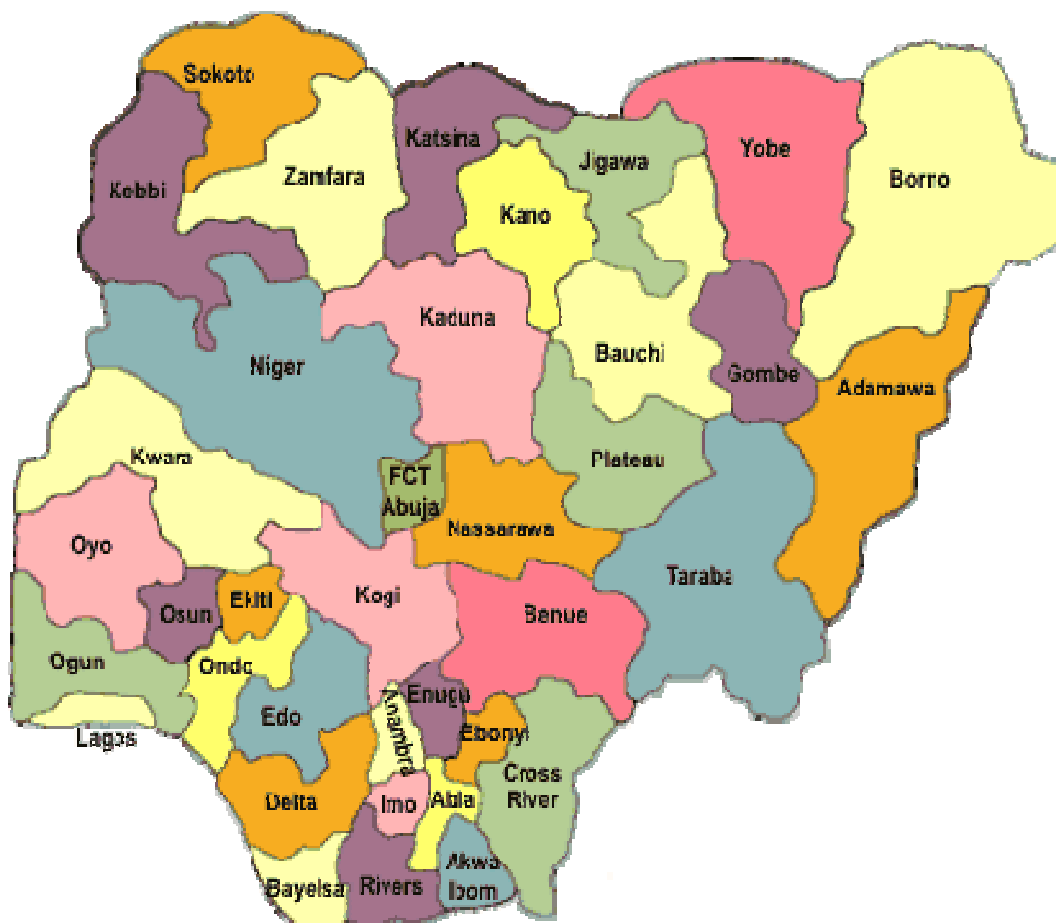 Sokoto
Katsina
Yobe
Jigawa
Kebbi
Zamfara
Borro
Kano
Kaduna
Niger
Bauchi
Gombe
Adamawa
Kwara
Plateau
FCT
Abuja
Nassarawa
Oyo
Taraba
Kogi
Ekiti
Osun
Benue
Ogun
Ondo
Enugu
Edo
Anambra
Ebonyi
Lagos
Cross
River
Delta
Imo
Abia
Akwa
Ibom
Bayelsa
Rivers